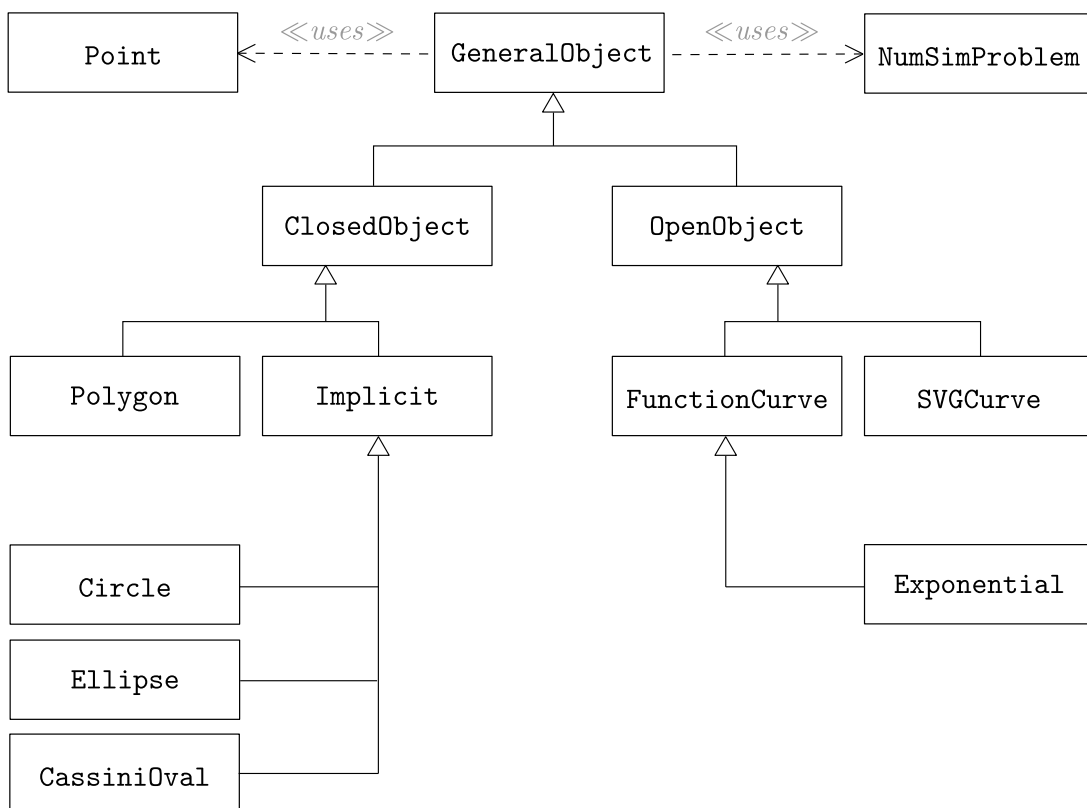 ≪uses≫ ≪uses≫
Point GeneralObject NumSimProblem
ClosedObject OpenObject
Polygon Implicit FunctionCurve SVGCurve
Circle Exponential
Ellipse
CassiniOval